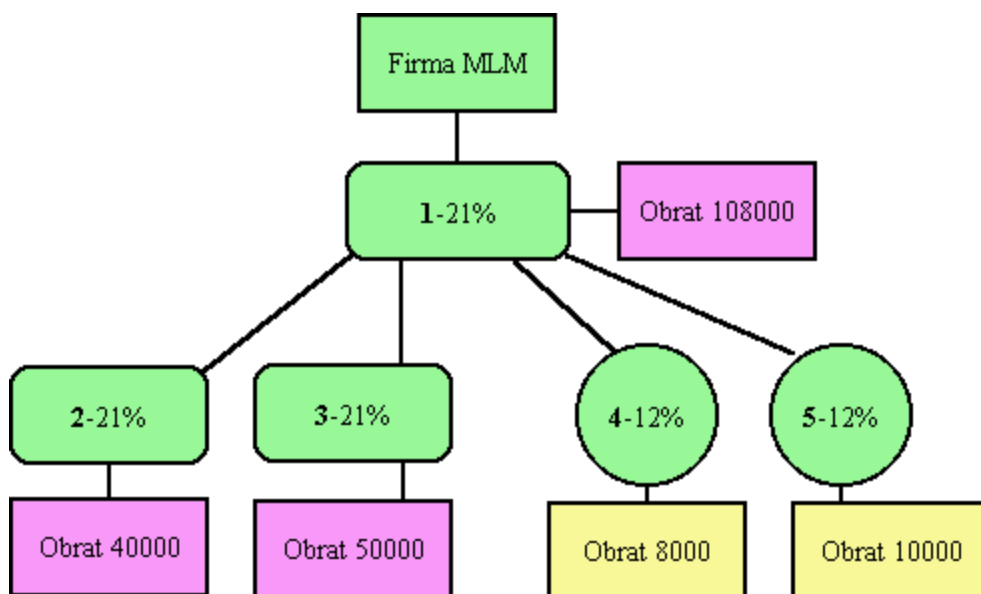 Firma MLM
1-21%
Obrat 108000
2-21%
3-21%
4-12%
5-12%
Obrat 40000
Obrat 50000
Obrat 8000
Obrat 10000